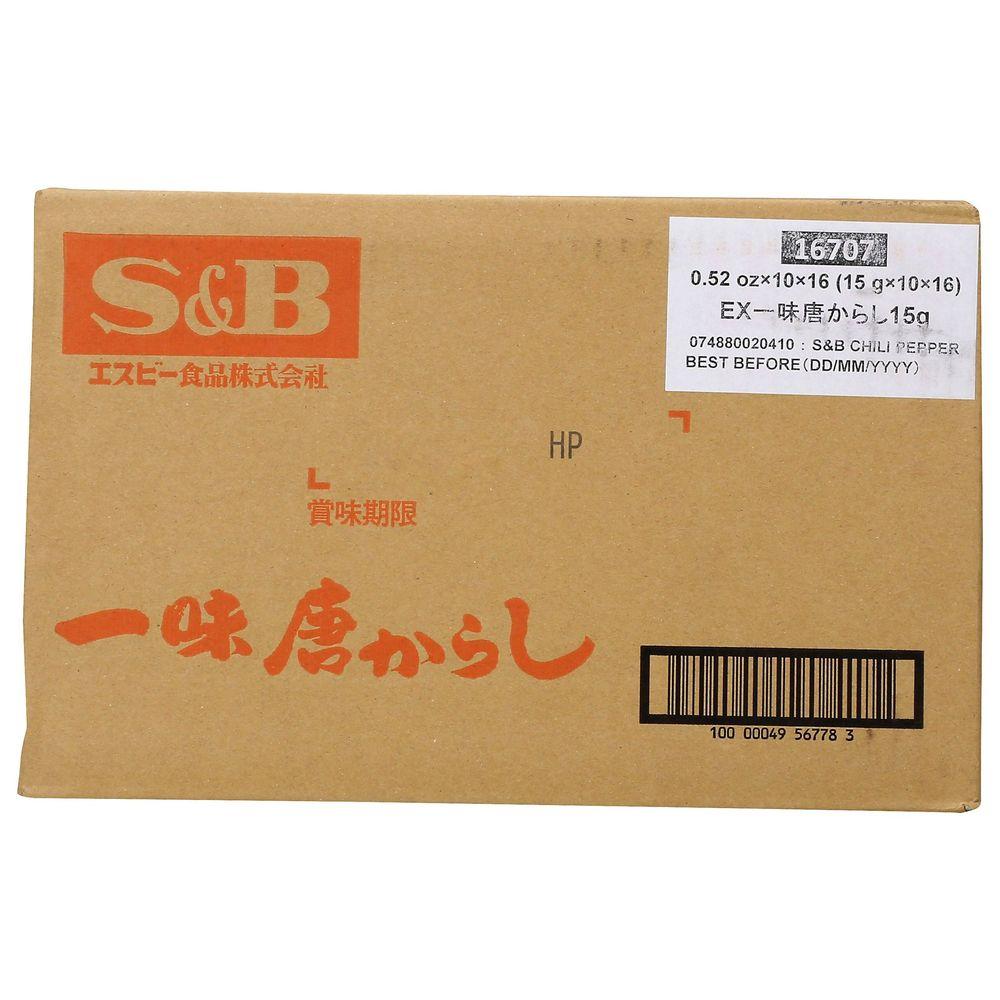 S&B
エスビー食品株式会社
16707
0.52 oz×10×16 (15 g×10×16)
EX一味唐からし15g
074880020410 : S&B CHILI PEPPER
BEST BEFORE(DD/MM/YYYY)
HP
賞味期限
一味唐からし
100 00049 56778 3